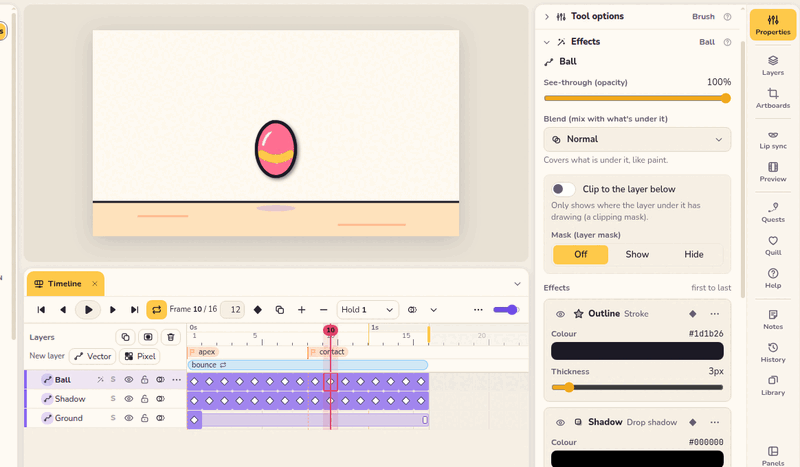 Tool options
Brush
Effects
Ball
Ball
See-through (opacity)
100%
Blend (mix with what's under it)
Normal
Covers what is under it, like paint.
Clip to the layer below
Only shows where the layer under it has
drawing (a clipping mask).
Mask (layer mask)
Off
Show
Hide
Effects
first to last
Outline Stroke
Colour
#1d1b26
Thickness
3px
Shadow Drop shadow
Colour
#000000
Properties
Layers
Artboards
Lip sync
Preview
Quests
Quill
Help
Notes
History
Library
Panels
Timeline
Frame 10 / 16
12
Hold 1
Layers
New layer
Vector
Pixel
0s
1s
1
5
10
15
20
apex
contact
bounce
Ball
S
Shadow
S
Ground
S